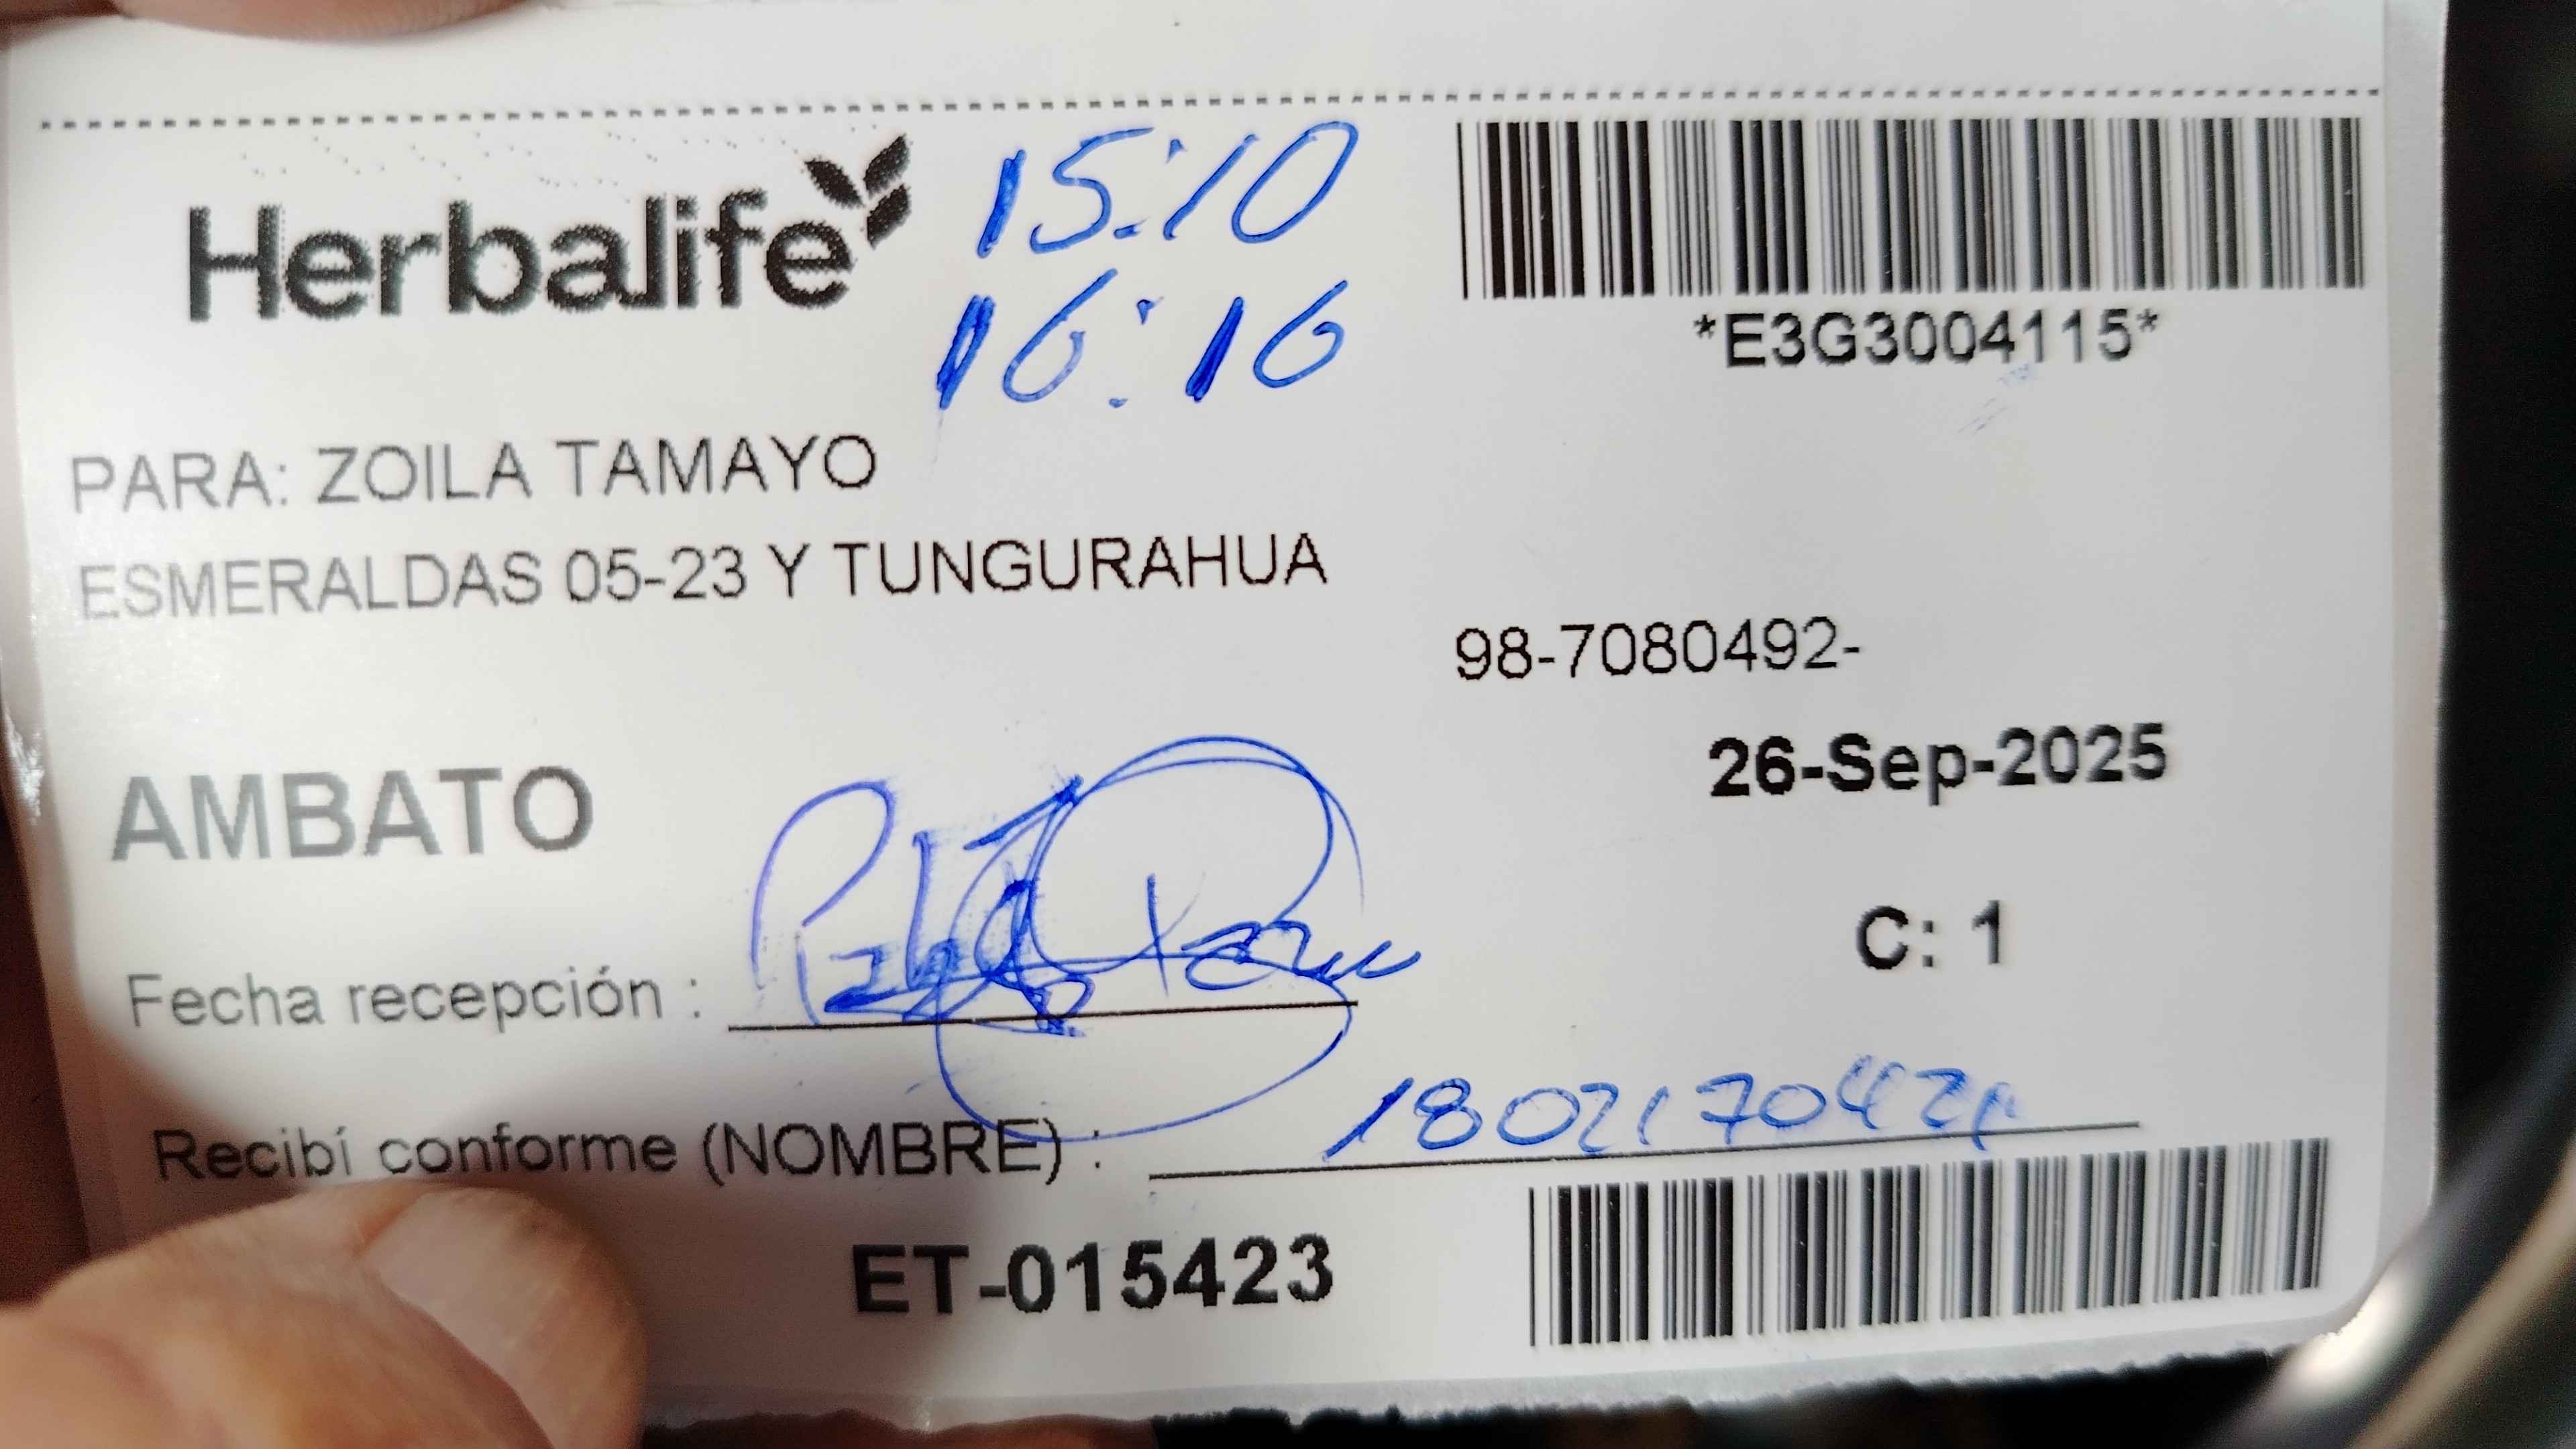 Herbalife
15:10
16:16
*E3G3004115*
PARA: ZOILA TAMAYO
ESMERALDAS 05-23 Y TUNGURAHUA
98-7080492-
26-Sep-2025
AMBATO
C: 1
Fecha recepción :
Recibí conforme (NOMBRE) :
ET-015423